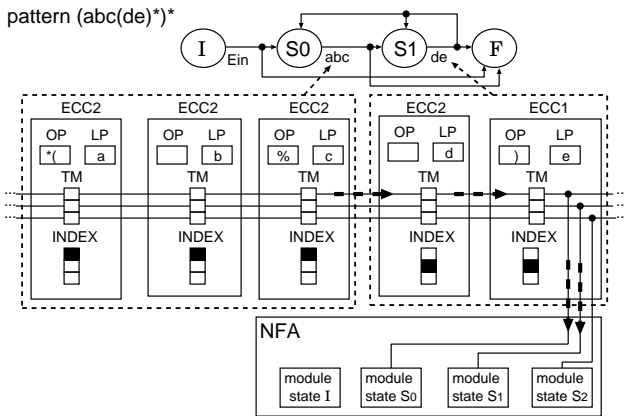 pattern (abc(de)*)*
I Ein S0 abc S1 de F
ECC2 ECC2 ECC2 ECC2 ECC1
OP LP OP LP OP LP OP LP OP LP
*( a b % c d ) e
TM TM TM TM TM
INDEX INDEX INDEX INDEX INDEX
NFA
module module module module
state I state S0 state S1 state S2